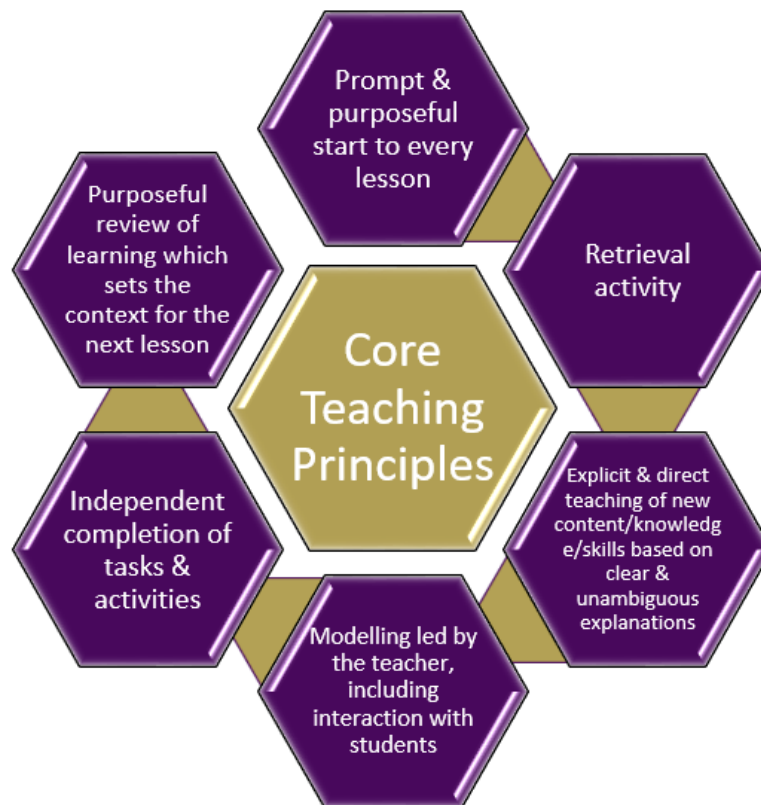 Prompt &
purposeful
start to every
lesson
Retrieval
activity
Explicit & direct
teaching of new
content/knowledg
e/skills based on
clear &
unambiguous
explanations
Modelling led by
the teacher,
including
interaction with
students
Independent
completion of
tasks &
activities
Purposeful
review of
learning which
sets the
context for the
next lesson
Core
Teaching
Principles